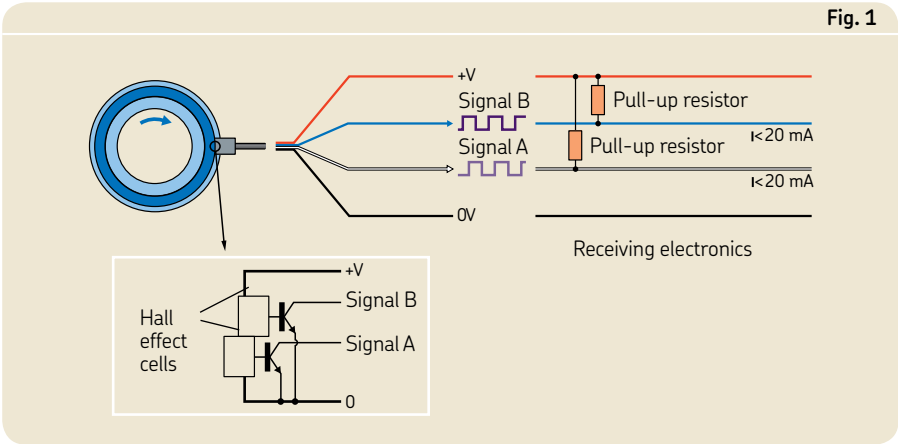 Fig. 1
+V
Signal B
Pull-up resistor
I<20 mA
Signal A
Pull-up resistor
I<20 mA
0V
Receiving electronics
+V
Signal B
Hall
effect
cells
Signal A
0